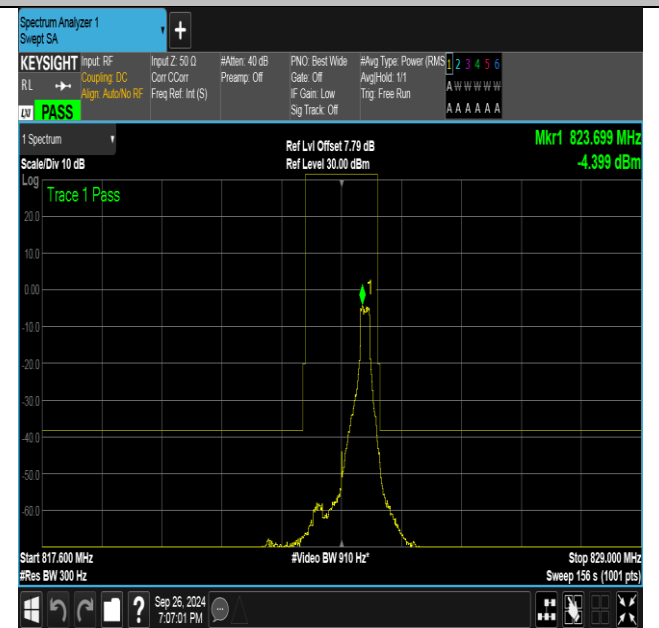 Spectrum Analyzer 1
Swept SA
+
KEYSIGHT
RL
LXI PASS
Input: RF
Coupling: DC
Align: Auto/No RF
Input Z: 50 Ω
Corr CCorr
Freq Ref: Int (S)
#Atten: 40 dB
Preamp: Off
PNO: Best Wide
Gate: Off
IF Gain: Low
Sig Track: Off
#Avg Type: Power (RMS
Avg|Hold: 1/1
Trig: Free Run
1 2 3 4 5 6
A W W W W W
A A A A A A
1 Spectrum
Scale/Div 10 dB
Ref Lvl Offset 7.79 dB
Ref Level 30.00 dBm
Mkr1 823.699 MHz
-4.399 dBm
Log
Trace 1 Pass
20.0
10.0
0.00
1
-10.0
-20.0
-30.0
-40.0
-50.0
-60.0
Start 817.600 MHz
#Res BW 300 Hz
#Video BW 910 Hz*
Stop 829.000 MHz
Sweep 156 s (1001 pts)
?
Sep 26, 2024
7:07:01 PM